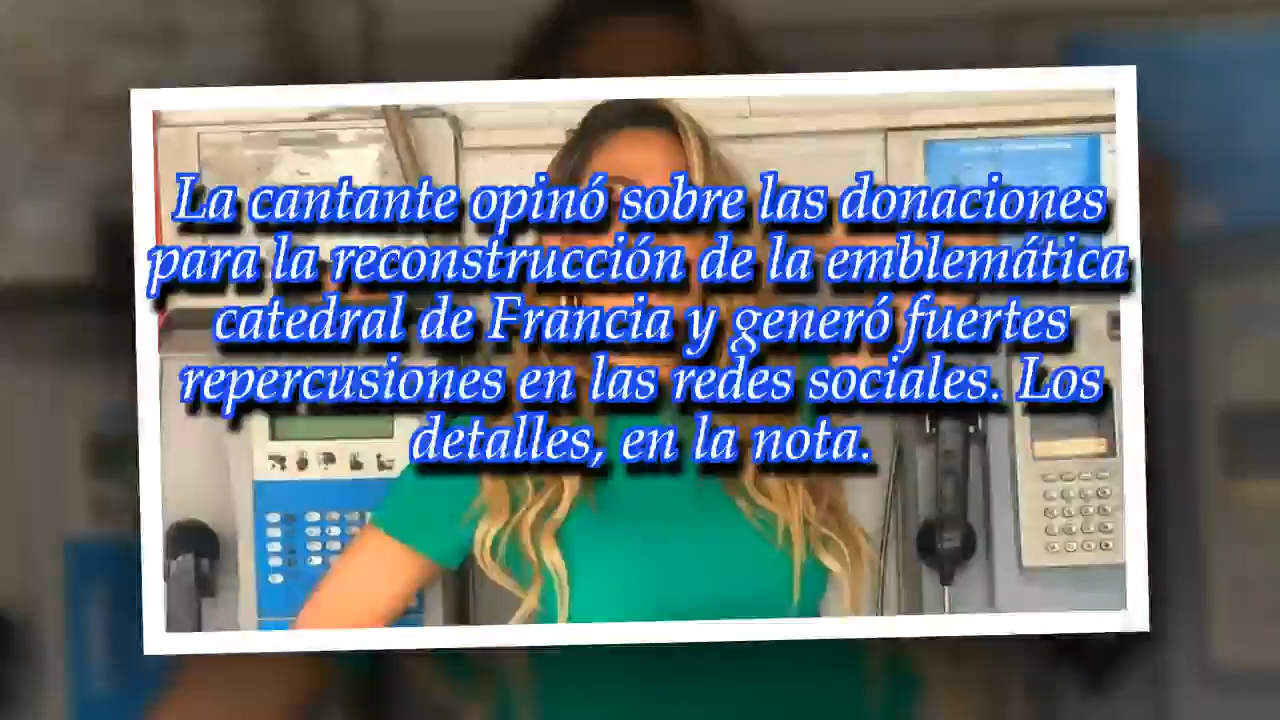 La cantante opinó sobre las donaciones
para la reconstrucción de la emblemática
catedral de Francia y generó fuertes
repercusiones en las redes sociales. Los
detalles, en la nota.